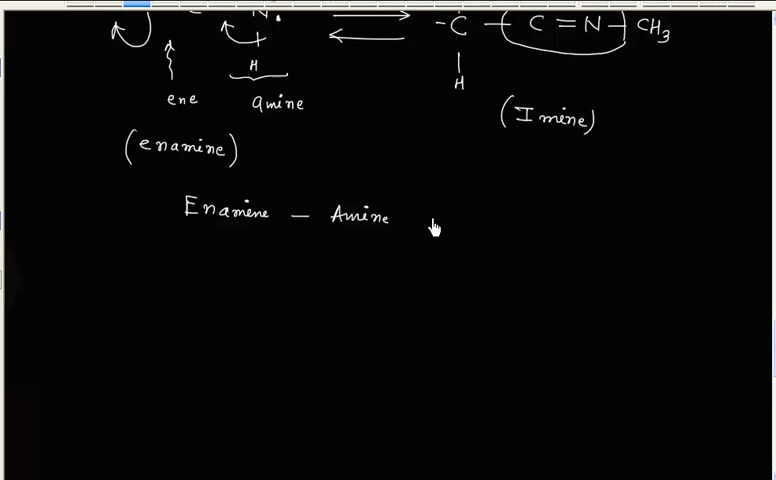 N.
-C - C = N - CH3
H
H
ene
amine
(Imine)
(enamine)
Enamine - Amine